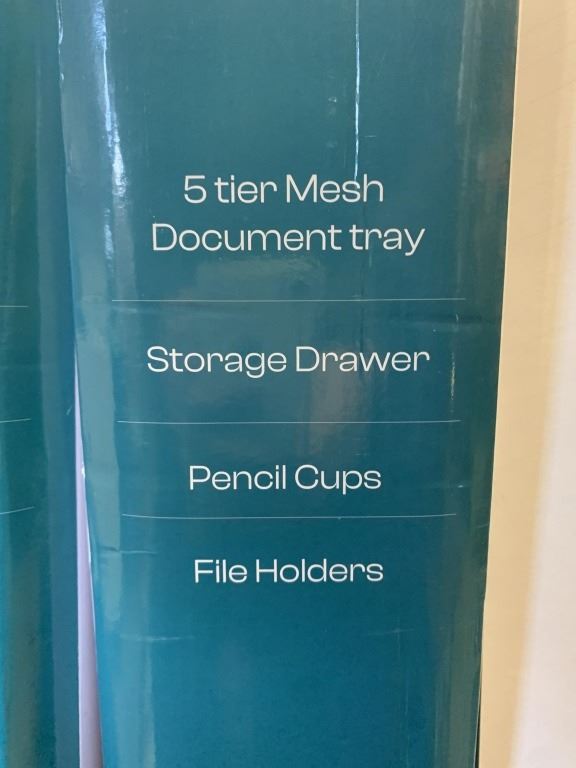 5 tier Mesh
Document tray
Storage Drawer
Pencil Cups
File Holders